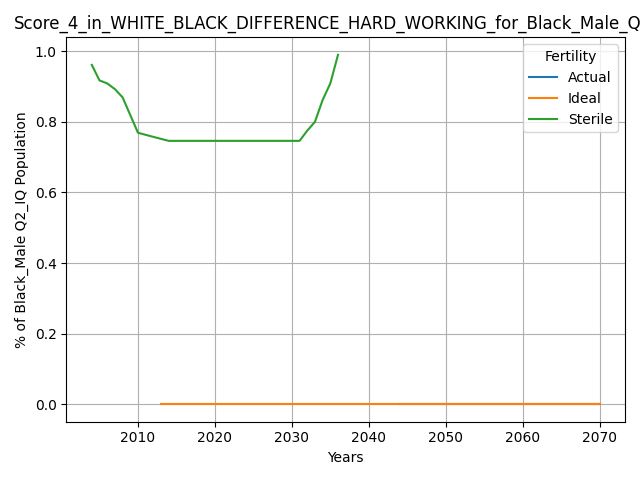 Score_4_in_WHITE_BLACK_DIFFERENCE_HARD_WORKING_for_Black_Male_Q
Fertility
Actual
Ideal
Sterile
% of Black_Male Q2_IQ Population
1.0
0.8
0.6
0.4
0.2
0.0
2010 2020 2030 2040 2050 2060 2070
Years